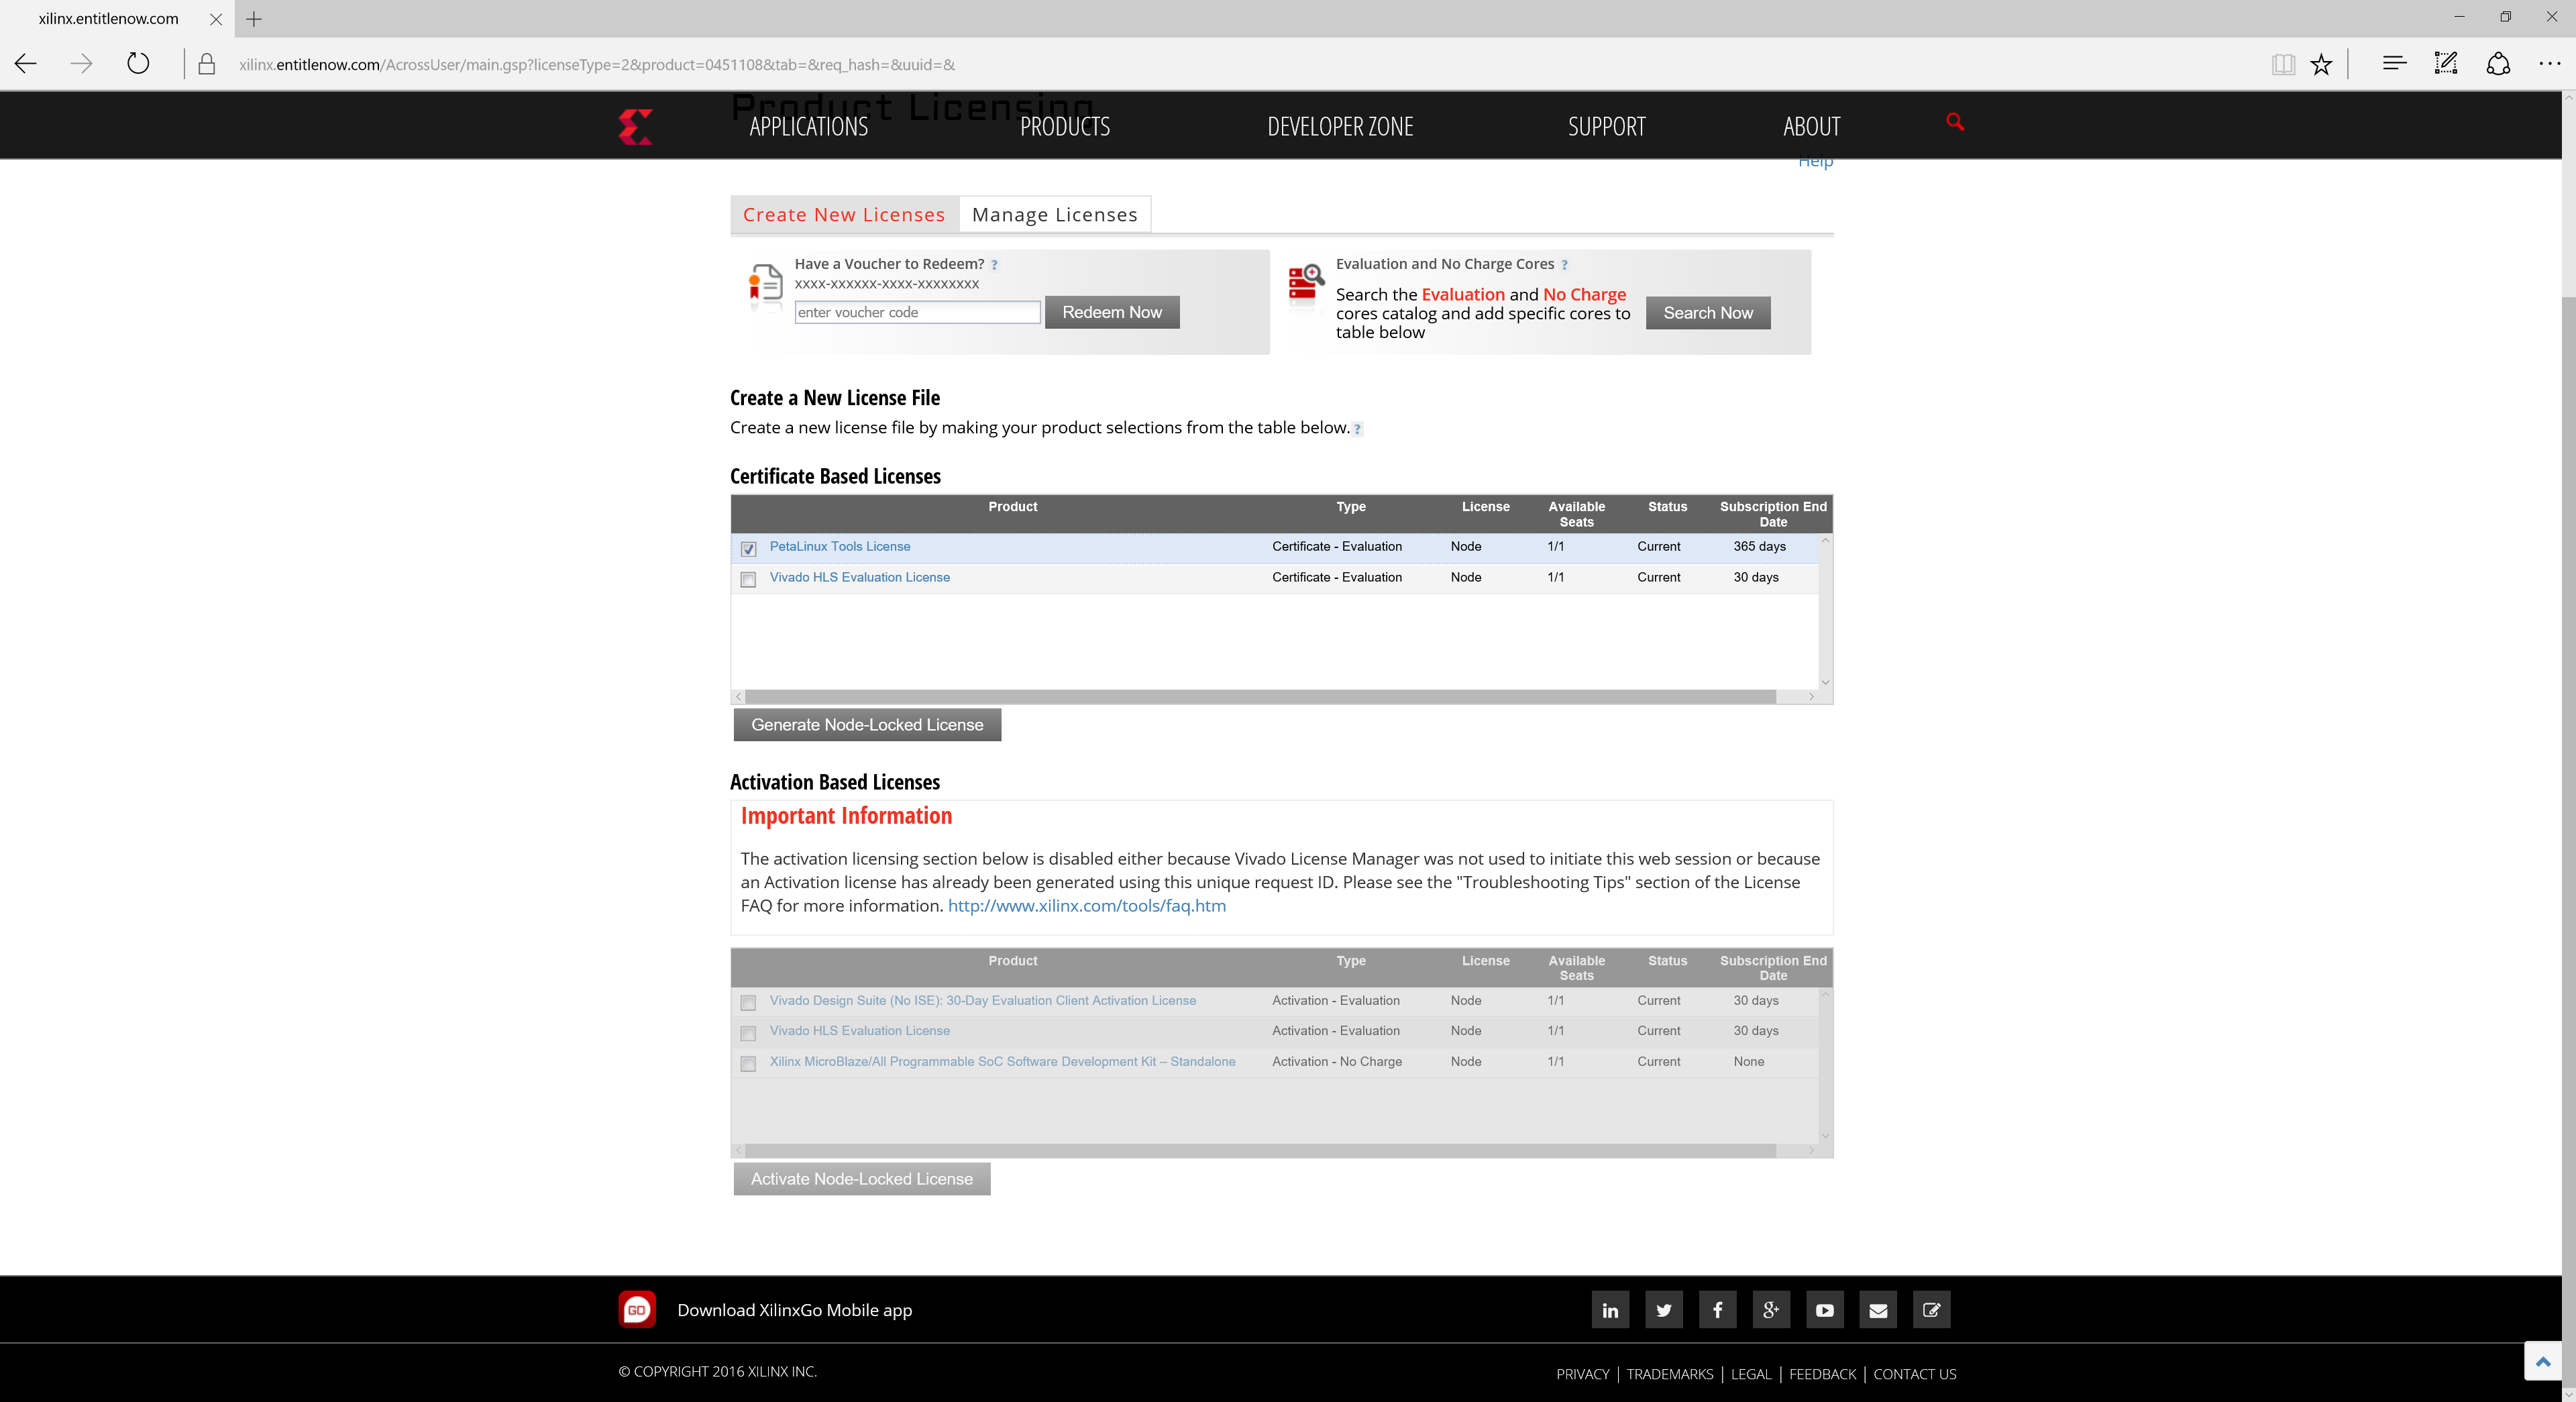 xilinx.entitlenow.com
xilinx.entitlenow.com/AcrossUser/main.gsp?licenseType=2&product=0451108&tab=&req_hash=&uuid=&
Product Licensing
APPLICATIONS PRODUCTS DEVELOPER ZONE SUPPORT ABOUT
Help
Create New Licenses Manage Licenses
Have a Voucher to Redeem? ?
xxxx-xxxxxx-xxxx-xxxxxxxx
enter voucher code Redeem Now
Evaluation and No Charge Cores ?
Search the Evaluation and No Charge
cores catalog and add specific cores to
table below
Search Now
Create a New License File
Create a new license file by making your product selections from the table below. ?
Certificate Based Licenses
Product Type License Available Seats Status Subscription End Date
PetaLinux Tools License Certificate - Evaluation Node 1/1 Current 365 days
Vivado HLS Evaluation License Certificate - Evaluation Node 1/1 Current 30 days
Generate Node-Locked License
Activation Based Licenses
Important Information
The activation licensing section below is disabled either because Vivado License Manager was not used to initiate this web session or because
an Activation license has already been generated using this unique request ID. Please see the "Troubleshooting Tips" section of the License
FAQ for more information. http://www.xilinx.com/tools/faq.htm
Product Type License Available Seats Status Subscription End Date
Vivado Design Suite (No ISE): 30-Day Evaluation Client Activation License Activation - Evaluation Node 1/1 Current 30 days
Vivado HLS Evaluation License Activation - Evaluation Node 1/1 Current 30 days
Xilinx MicroBlaze/All Programmable SoC Software Development Kit – Standalone Activation - No Charge Node 1/1 Current None
Activate Node-Locked License
GO Download XilinxGo Mobile app
© COPYRIGHT 2016 XILINX INC.
PRIVACY | TRADEMARKS | LEGAL | FEEDBACK | CONTACT US